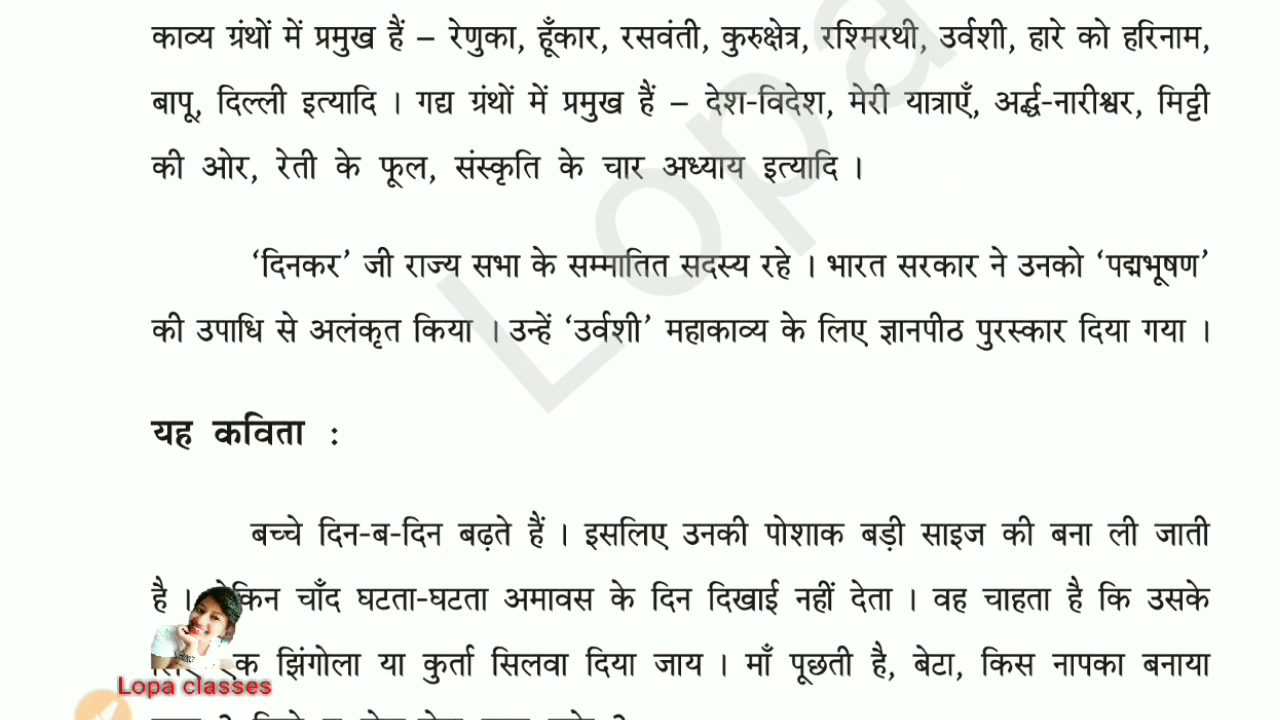 काव्य ग्रंथों में प्रमुख हैं – रेणुका, हूँकार, रसवंती, कुरुक्षेत्र, रश्मिरथी, उर्वशी, हारे को हरिनाम,
बापू, दिल्ली इत्यादि । गद्य ग्रंथों में प्रमुख हैं – देश-विदेश, मेरी यात्राएँ, अर्द्ध-नारीश्वर, मिट्टी
की ओर, रेती के फूल, संस्कृति के चार अध्याय इत्यादि ।
‘दिनकर’ जी राज्य सभा के सम्मातित सदस्य रहे । भारत सरकार ने उनको ‘पद्मभूषण’
की उपाधि से अलंकृत किया । उन्हें ‘उर्वशी’ महाकाव्य के लिए ज्ञानपीठ पुरस्कार दिया गया ।
यह कविता :
बच्चे दिन-ब-दिन बढ़ते हैं । इसलिए उनकी पोशाक बड़ी साइज की बना ली जाती
है । चाँद घटता-घटता अमावस के दिन दिखाई नहीं देता । वह चाहता है कि उसके
झिंगोला या कुर्ता सिलवा दिया जाय । माँ पूछती है, बेटा, किस नापका बनाया
Lopa classes
Lopa